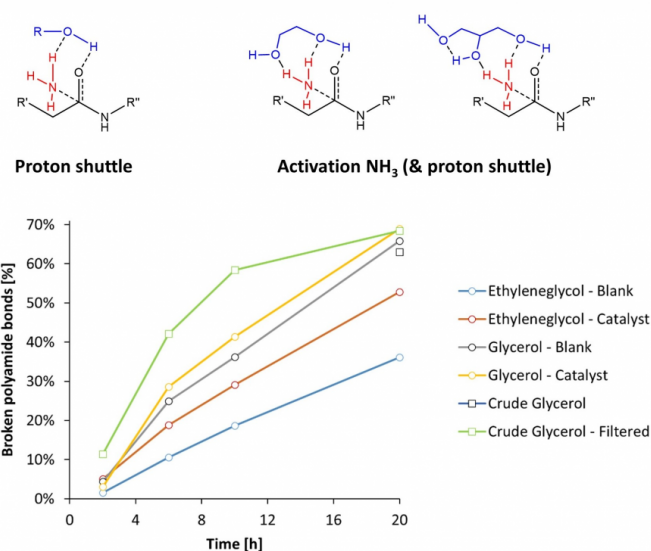 R O H
H O
H N H
R' N H R"
H O O H
H H O
N H
R' N H R"
H O O H
H O H O
H N H
R' N H R"
Proton shuttle
Activation NH₃ (& proton shuttle)
Broken polyamide bonds [%]
70%
60%
50%
40%
30%
20%
10%
0%
0 4 8 12 16 20
Time [h]
Ethyleneglycol - Blank
Ethyleneglycol - Catalyst
Glycerol - Blank
Glycerol - Catalyst
Crude Glycerol
Crude Glycerol - Filtered